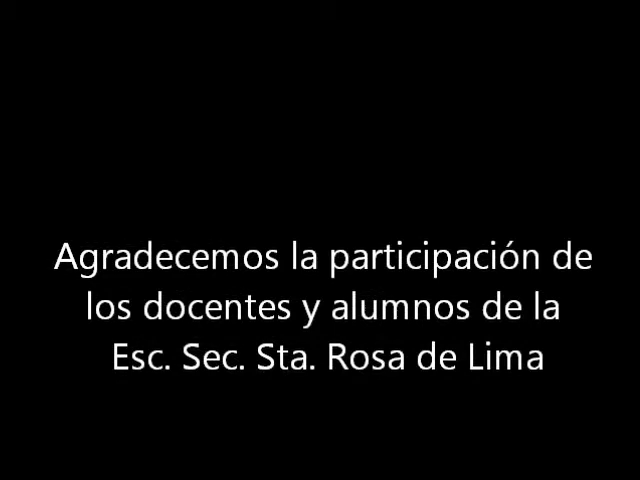 Agradecemos la participación de
los docentes y alumnos de la
Esc. Sec. Sta. Rosa de Lima